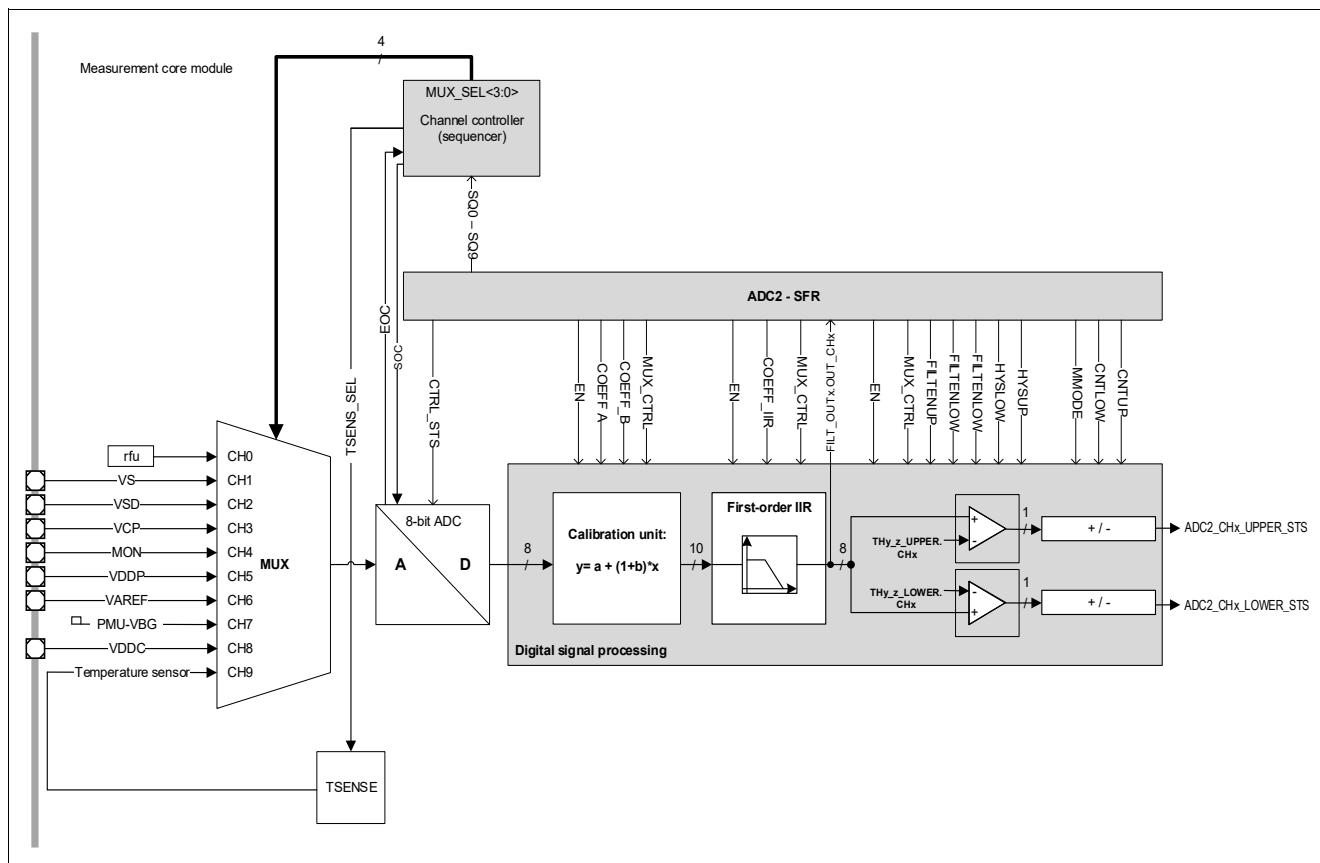 4
Measurement core module
MUX_SEL<3:0>
Channel controller
(sequencer)
SQ0 – SQ9
ADC2 - SFR
EOC
SOC
TSENS_SEL
CTRL_STS
EN
COEFF_A
COEFF_B
MUX_CTRL
EN
COEFF_IIR
MUX_CTRL
FILT_OUTx.OUT_CHx
EN
MUX_CTRL
FILTENUP
FILTENLOW
FILTENLOW
HYSLOW
HYSUP
MMODE
CNTLOW
CNTUP
rfu
CH0
VS
CH1
VSD
CH2
VCP
CH3
MON
CH4
VDDP
CH5
VAREF
CH6
PMU-VBG
CH7
VDDC
CH8
Temperature sensor
CH9
MUX
8-bit ADC
A
D
8
Calibration unit:
y= a + (1+b)*x
10
First-order IIR
8
THy_z_UPPER.
CHx
+
-
1
+ / -
ADC2_CHx_UPPER_STS
THy_z_LOWER.
CHx
-
+
1
+ / -
ADC2_CHx_LOWER_STS
Digital signal processing
TSENSE